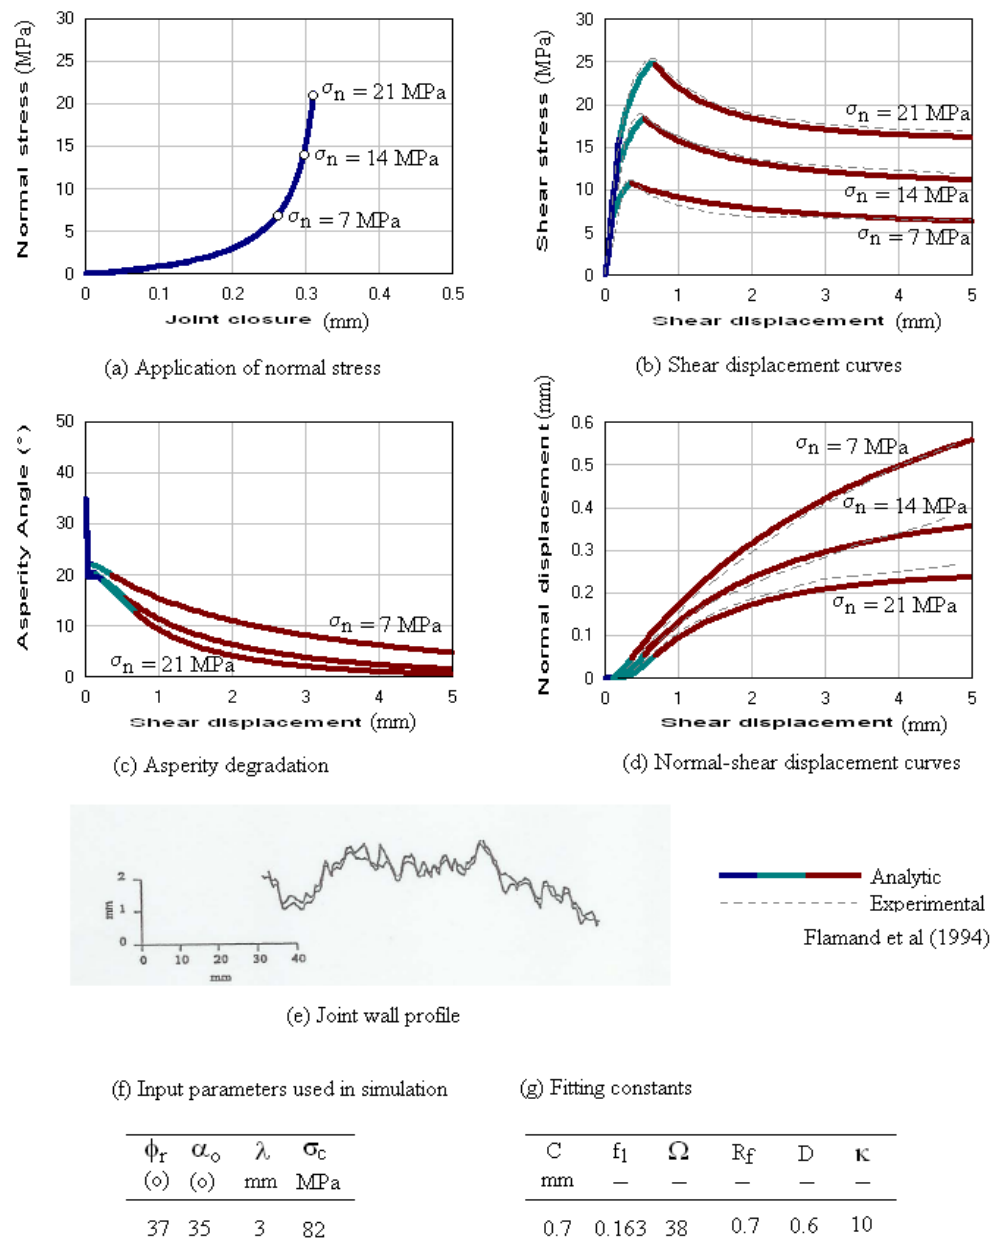 30
25
20
15
10
5
0
Normal stress (MPa)
σn = 21 MPa
σn = 14 MPa
σn = 7 MPa
0 0.1 0.2 0.3 0.4 0.5
Joint closure (mm)
(a) Application of normal stress
30
25
20
15
10
5
0
Shear stress (MPa)
σn = 21 MPa
σn = 14 MPa
σn = 7 MPa
0 1 2 3 4 5
Shear displacement (mm)
(b) Shear displacement curves
50
40
30
20
10
0
Asperity Angle (°)
σn = 7 MPa
σn = 21 MPa
0 1 2 3 4 5
Shear displacement (mm)
(c) Asperity degradation
0.6
0.5
0.4
0.3
0.2
0.1
0
Normal displacement (mm)
σn = 7 MPa
σn = 14 MPa
σn = 21 MPa
0 1 2 3 4 5
Shear displacement (mm)
(d) Normal-shear displacement curves
2
1
0
mm
0 10 20 30 40
mm
(e) Joint wall profile
Analytic
Experimental
Flamand et al (1994)
(f) Input parameters used in simulation
ϕr αo λ σc
(o) (o) mm MPa
37 35 3 82
(g) Fitting constants
C f1 Ω Rf D κ
mm – – – – –
0.7 0.163 38 0.7 0.6 10